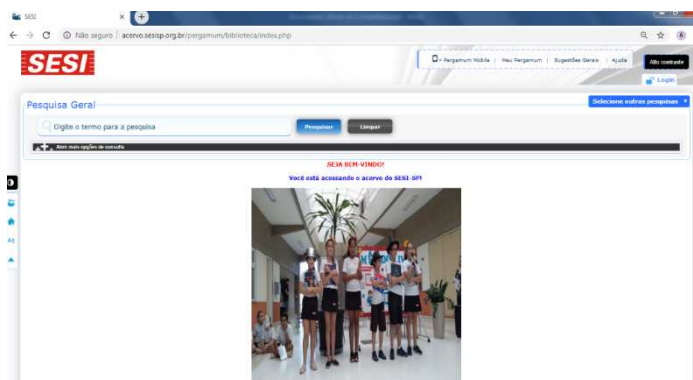 SESI
Não seguro | acervo.sesisp.org.br/pergamum/biblioteca/index.php
SESI
Pergamum Mobile | Meu Pergamum | Sugestões Gerais | Ajuda
Alto contraste
Login
Pesquisa Geral
Selecione outras pesquisas
Digite o termo para a pesquisa
Pesquisar
Limpar
Abrir mais opções de consulta
SEJA BEM-VINDO!
Você está acessando o acervo do SESI-SP!